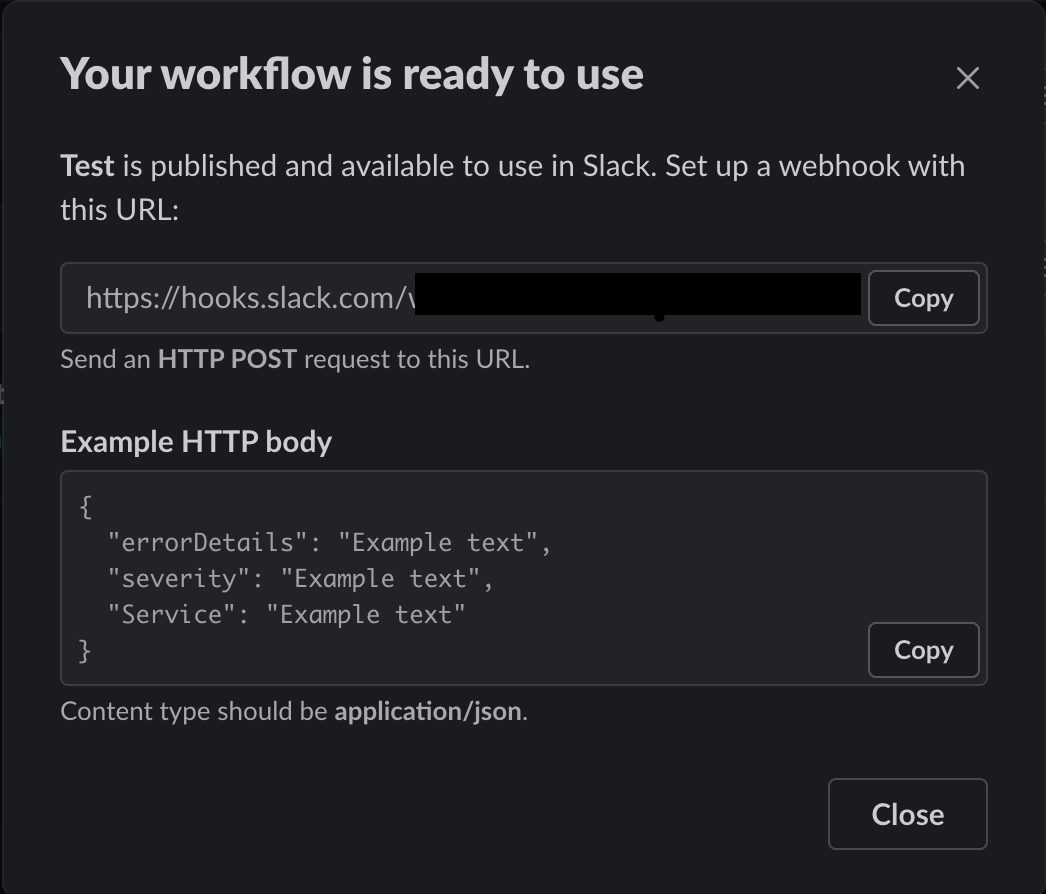 Your workflow is ready to use
Test is published and available to use in Slack. Set up a webhook with
this URL:
https://hooks.slack.com/
Copy
Send an HTTP POST request to this URL.
Example HTTP body
{
"errorDetails": "Example text",
"severity": "Example text",
"Service": "Example text"
}
Copy
Content type should be application/json.
Close